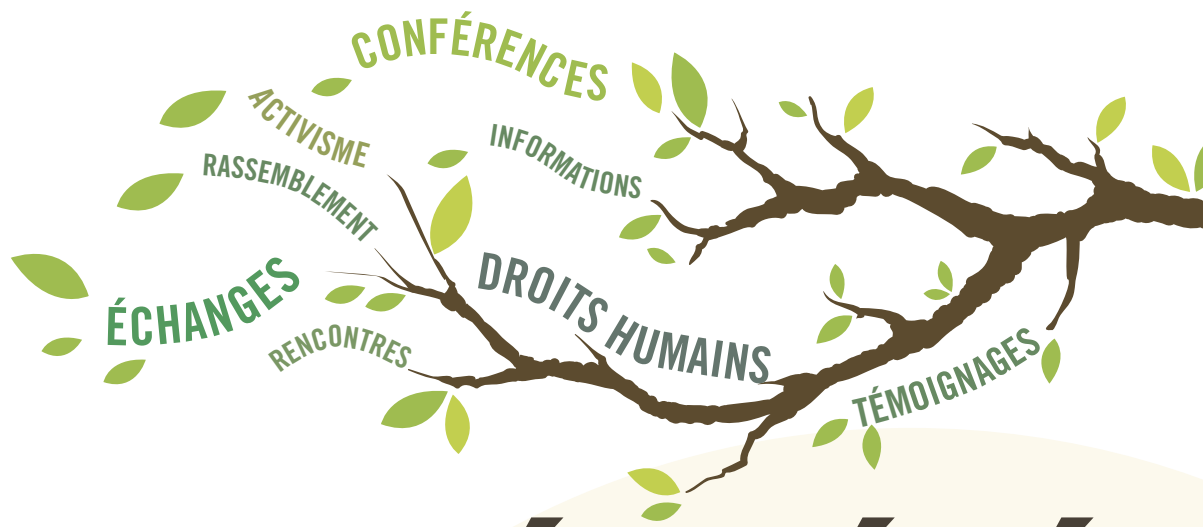 CONFÉRENCES
ACTIVISME
INFORMATIONS
RASSEMBLEMENT
DROITS HUMAINS
ÉCHANGES
RENCONTRES
TÉMOIGNAGES